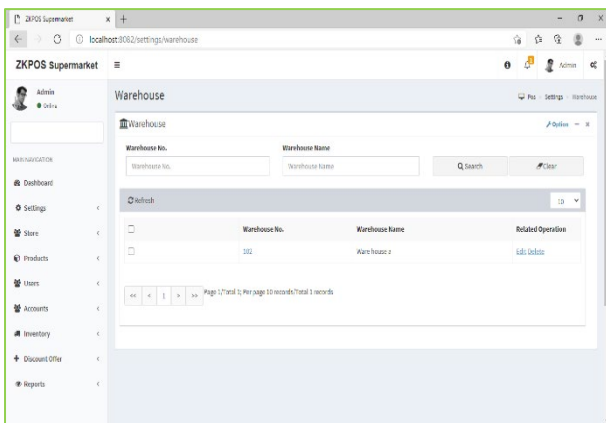 ZKPOS Supermarket
localhost:8082/settings/warehouse
ZKPOS Supermarket
Admin
Admin
Online
Warehouse
Pos - Settings - Warehouse
Warehouse
Option
Warehouse No.
Warehouse Name
Warehouse No.
Warehouse Name
Search
Clear
MAIN NAVIGATION
Dashboard
Settings
Store
Products
Users
Accounts
Inventory
Discount Offer
Reports
Refresh
10
Warehouse No.
Warehouse Name
Related Operation
102
Ware house a
Edit Delete
<< < 1 > >> Page 1/Total 1; Per page 10 records/Total 1 records